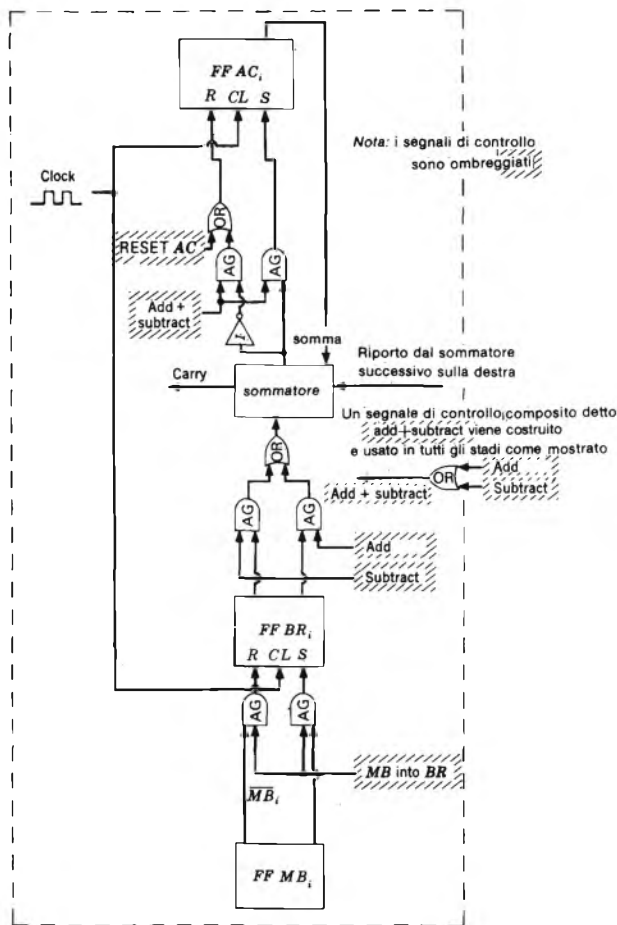 FF AC_i
R CL S
Nota: i segnali di controllo
sono ombreggiati
Clock
OR
RESET AC
AG
AG
Add +
subtract
I
somma
Riporto dal sommatore
successivo sulla destra
Carry
sommatore
Un segnale di controllo, composito detto
add+subtract viene costruito
e usato in tutti gli stadi come mostrato
OR
Add
OR
Add + subtract
Subtract
AG
AG
Add
Subtract
FF BR_i
R CL S
AG
AG
MB into BR
\overline{MB}_i
FF MB_i